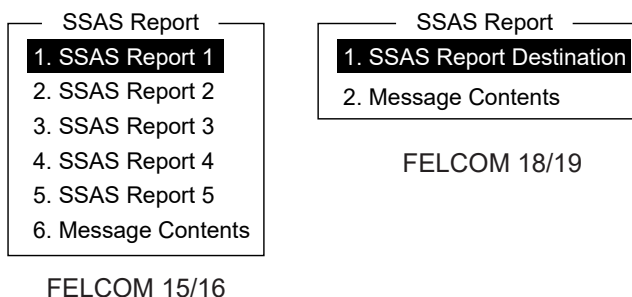 SSAS Report
1. SSAS Report 1
2. SSAS Report 2
3. SSAS Report 3
4. SSAS Report 4
5. SSAS Report 5
6. Message Contents
FELCOM 15/16
SSAS Report
1. SSAS Report Destination
2. Message Contents
FELCOM 18/19